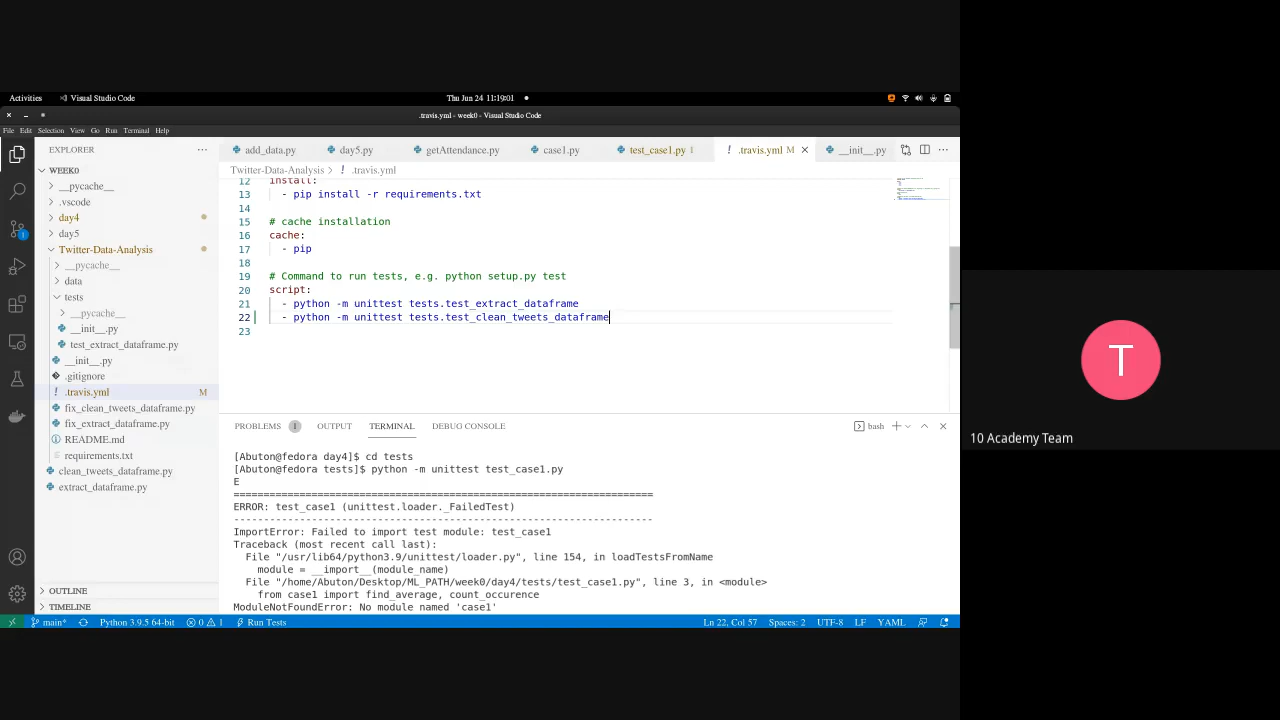 Activities
Visual Studio Code
Thu Jun 24 11:19:01
.travis.yml - week0 - Visual Studio Code
File Edit Selection View Go Run Terminal Help
EXPLORER
WEEK0
__pycache__
.vscode
day4
day5
Twitter-Data-Analysis
__pycache__
data
tests
__pycache__
__init__.py
test_extract_dataframe.py
__init__.py
.gitignore
.travis.yml M
fix_clean_tweets_dataframe.py
fix_extract_dataframe.py
README.md
requirements.txt
clean_tweets_dataframe.py
extract_dataframe.py
OUTLINE
TIMELINE
add_data.py day5.py getAttendance.py case1.py test_case1.py 1 .travis.yml M __init__.py
Twitter-Data-Analysis > .travis.yml
12 install:
13 - pip install -r requirements.txt
14
15 # cache installation
16 cache:
17 - pip
18
19 # Command to run tests, e.g. python setup.py test
20 script:
21 - python -m unittest tests.test_extract_dataframe
22 - python -m unittest tests.test_clean_tweets_dataframe
23
PROBLEMS 1 OUTPUT TERMINAL DEBUG CONSOLE
bash
[Abuton@fedora day4]$ cd tests
[Abuton@fedora tests]$ python -m unittest test_case1.py
E
======================================================================
ERROR: test_case1 (unittest.loader._FailedTest)
----------------------------------------------------------------------
ImportError: Failed to import test module: test_case1
Traceback (most recent call last):
File "/usr/lib64/python3.9/unittest/loader.py", line 154, in loadTestsFromName
module = __import__(module_name)
File "/home/Abuton/Desktop/ML_PATH/week0/day4/tests/test_case1.py", line 3, in <module>
from case1 import find_average, count_occurence
ModuleNotFoundError: No module named 'case1'
main* Python 3.9.5 64-bit 0 1 Run Tests
Ln 22, Col 57 Spaces: 2 UTF-8 LF YAML
1
T
10 Academy Team